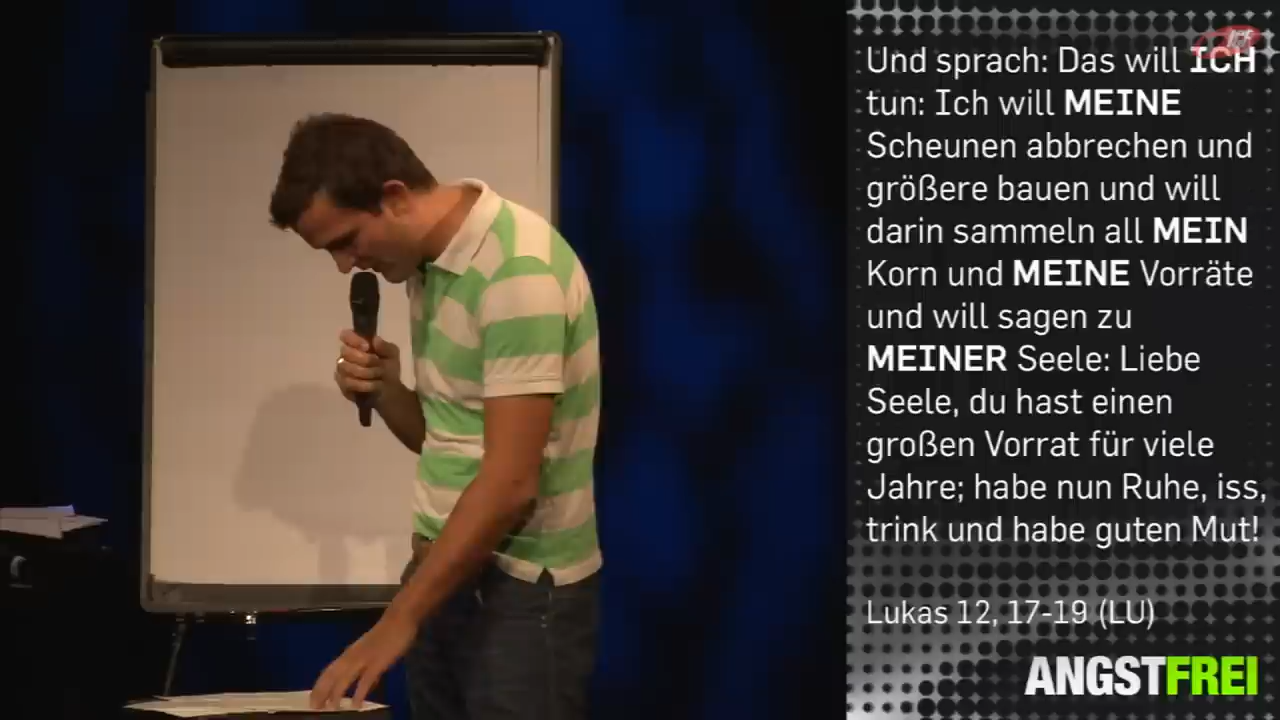 Und sprach: Das will ICH
tun: Ich will MEINE
Scheunen abbrechen und
größere bauen und will
darin sammeln all MEIN
Korn und MEINE Vorräte
und will sagen zu
MEINER Seele: Liebe
Seele, du hast einen
großen Vorrat für viele
Jahre; habe nun Ruhe, iss,
trink und habe guten Mut!
Lukas 12, 17-19 (LU)
ANGSTFREI